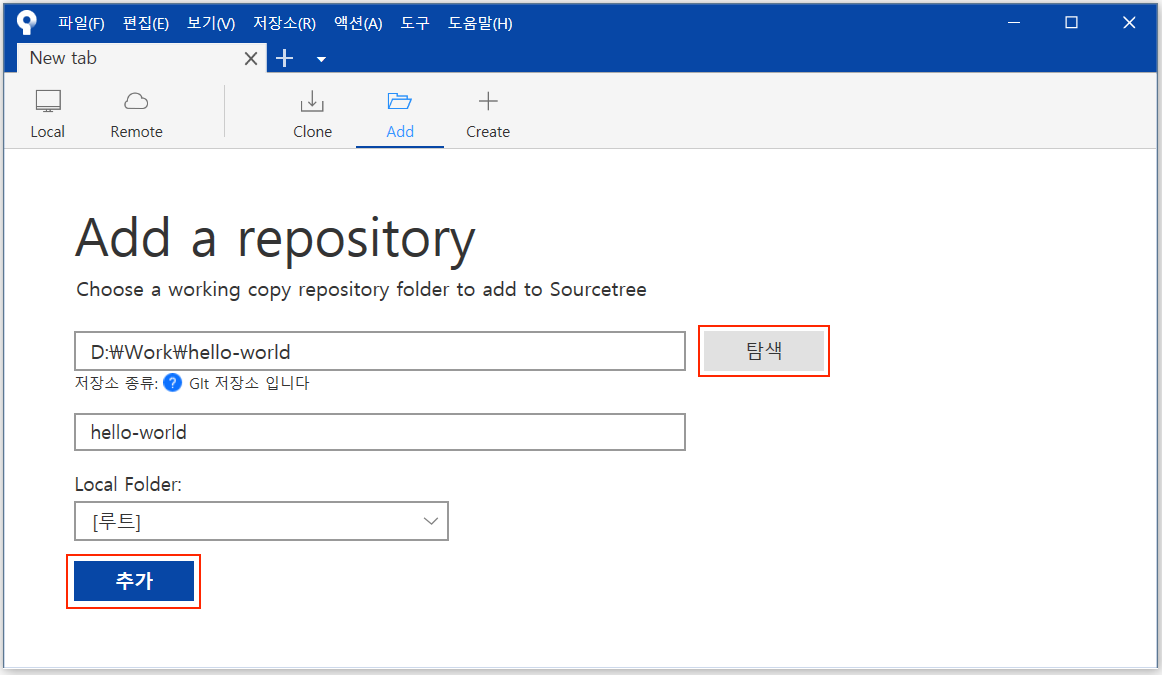 파일(F) 편집(E) 보기(V) 저장소(R) 액션(A) 도구 도움말(H)
New tab
Local Remote Clone Add Create
Add a repository
Choose a working copy repository folder to add to Sourcetree
D:₩Work₩hello-world 탐색
저장소 종류: ? GIt 저장소 입니다
hello-world
Local Folder:
[루트]
추가